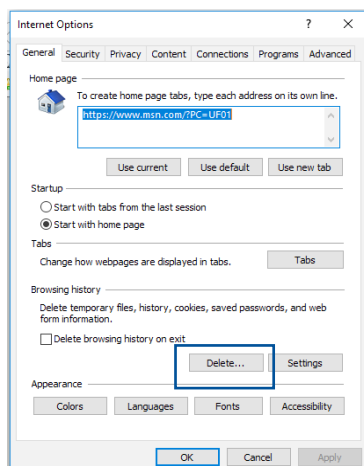 Internet Options ? X
General Security Privacy Content Connections Programs Advanced
Home page
To create home page tabs, type each address on its own line.
https://www.msn.com/?PC=UF01
Use current Use default Use new tab
Startup
Start with tabs from the last session
Start with home page
Tabs
Change how webpages are displayed in tabs. Tabs
Browsing history
Delete temporary files, history, cookies, saved passwords, and web
form information.
Delete browsing history on exit
Delete... Settings
Appearance
Colors Languages Fonts Accessibility
OK Cancel Apply